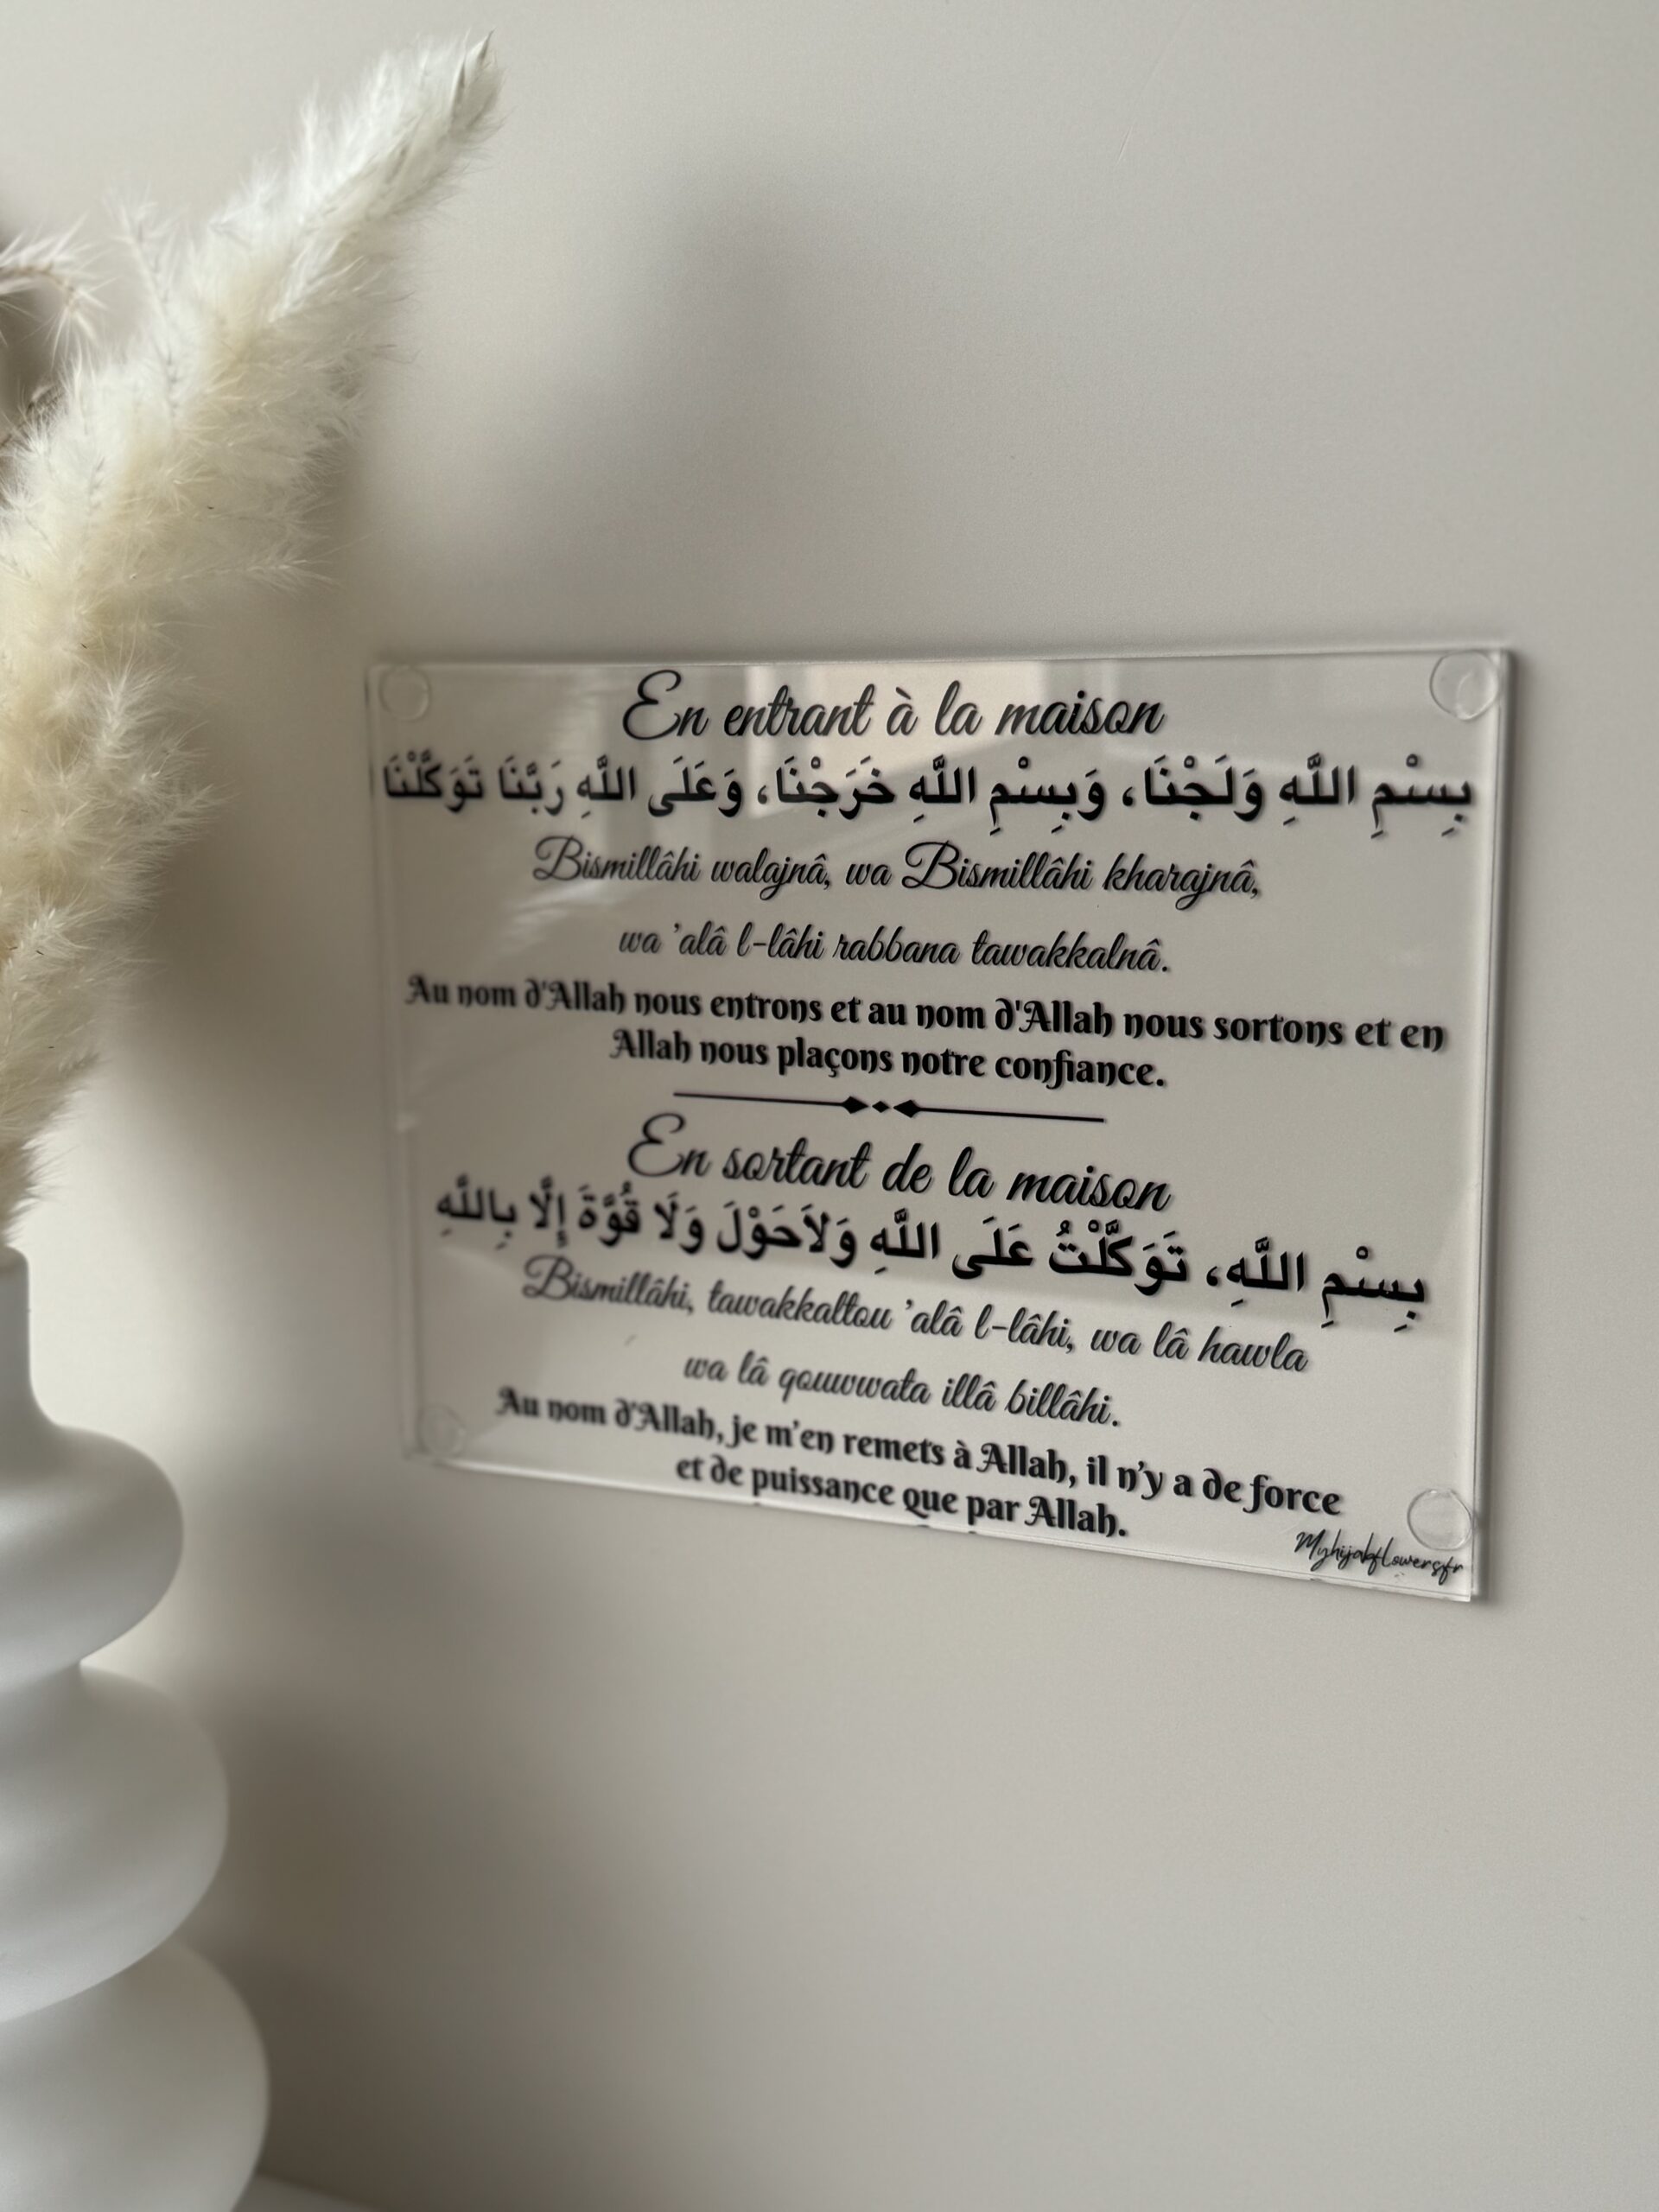 En entrant à la maison
بِسْمِ اللَّهِ وَلَجْنَا، وَبِسْمِ اللَّهِ خَرَجْنَا، وَعَلَى اللَّهِ رَبَّنَا تَوَكَّلْنَا
Bismillâhi walajnâ, wa Bismillâhi kharajnâ,
wa 'alâ l-lâhi rabbana tawakkalnâ.
Au nom d'Allah nous entrons et au nom d'Allah nous sortons et en
Allah nous plaçons notre confiance.
En sortant de la maison
بِسْمِ اللَّهِ، تَوَكَّلْتُ عَلَى اللَّهِ وَلاَحَوْلَ وَلَا قُوَّةَ إِلَّا بِاللَّهِ
Bismillâhi, tawakkaltou 'alâ l-lâhi, wa lâ hawla
wa lâ qouwwata illâ billâhi.
Au nom d'Allah, je m'en remets à Allah, il n'y a de force
et de puissance que par Allah.
Myhijabflowersfr